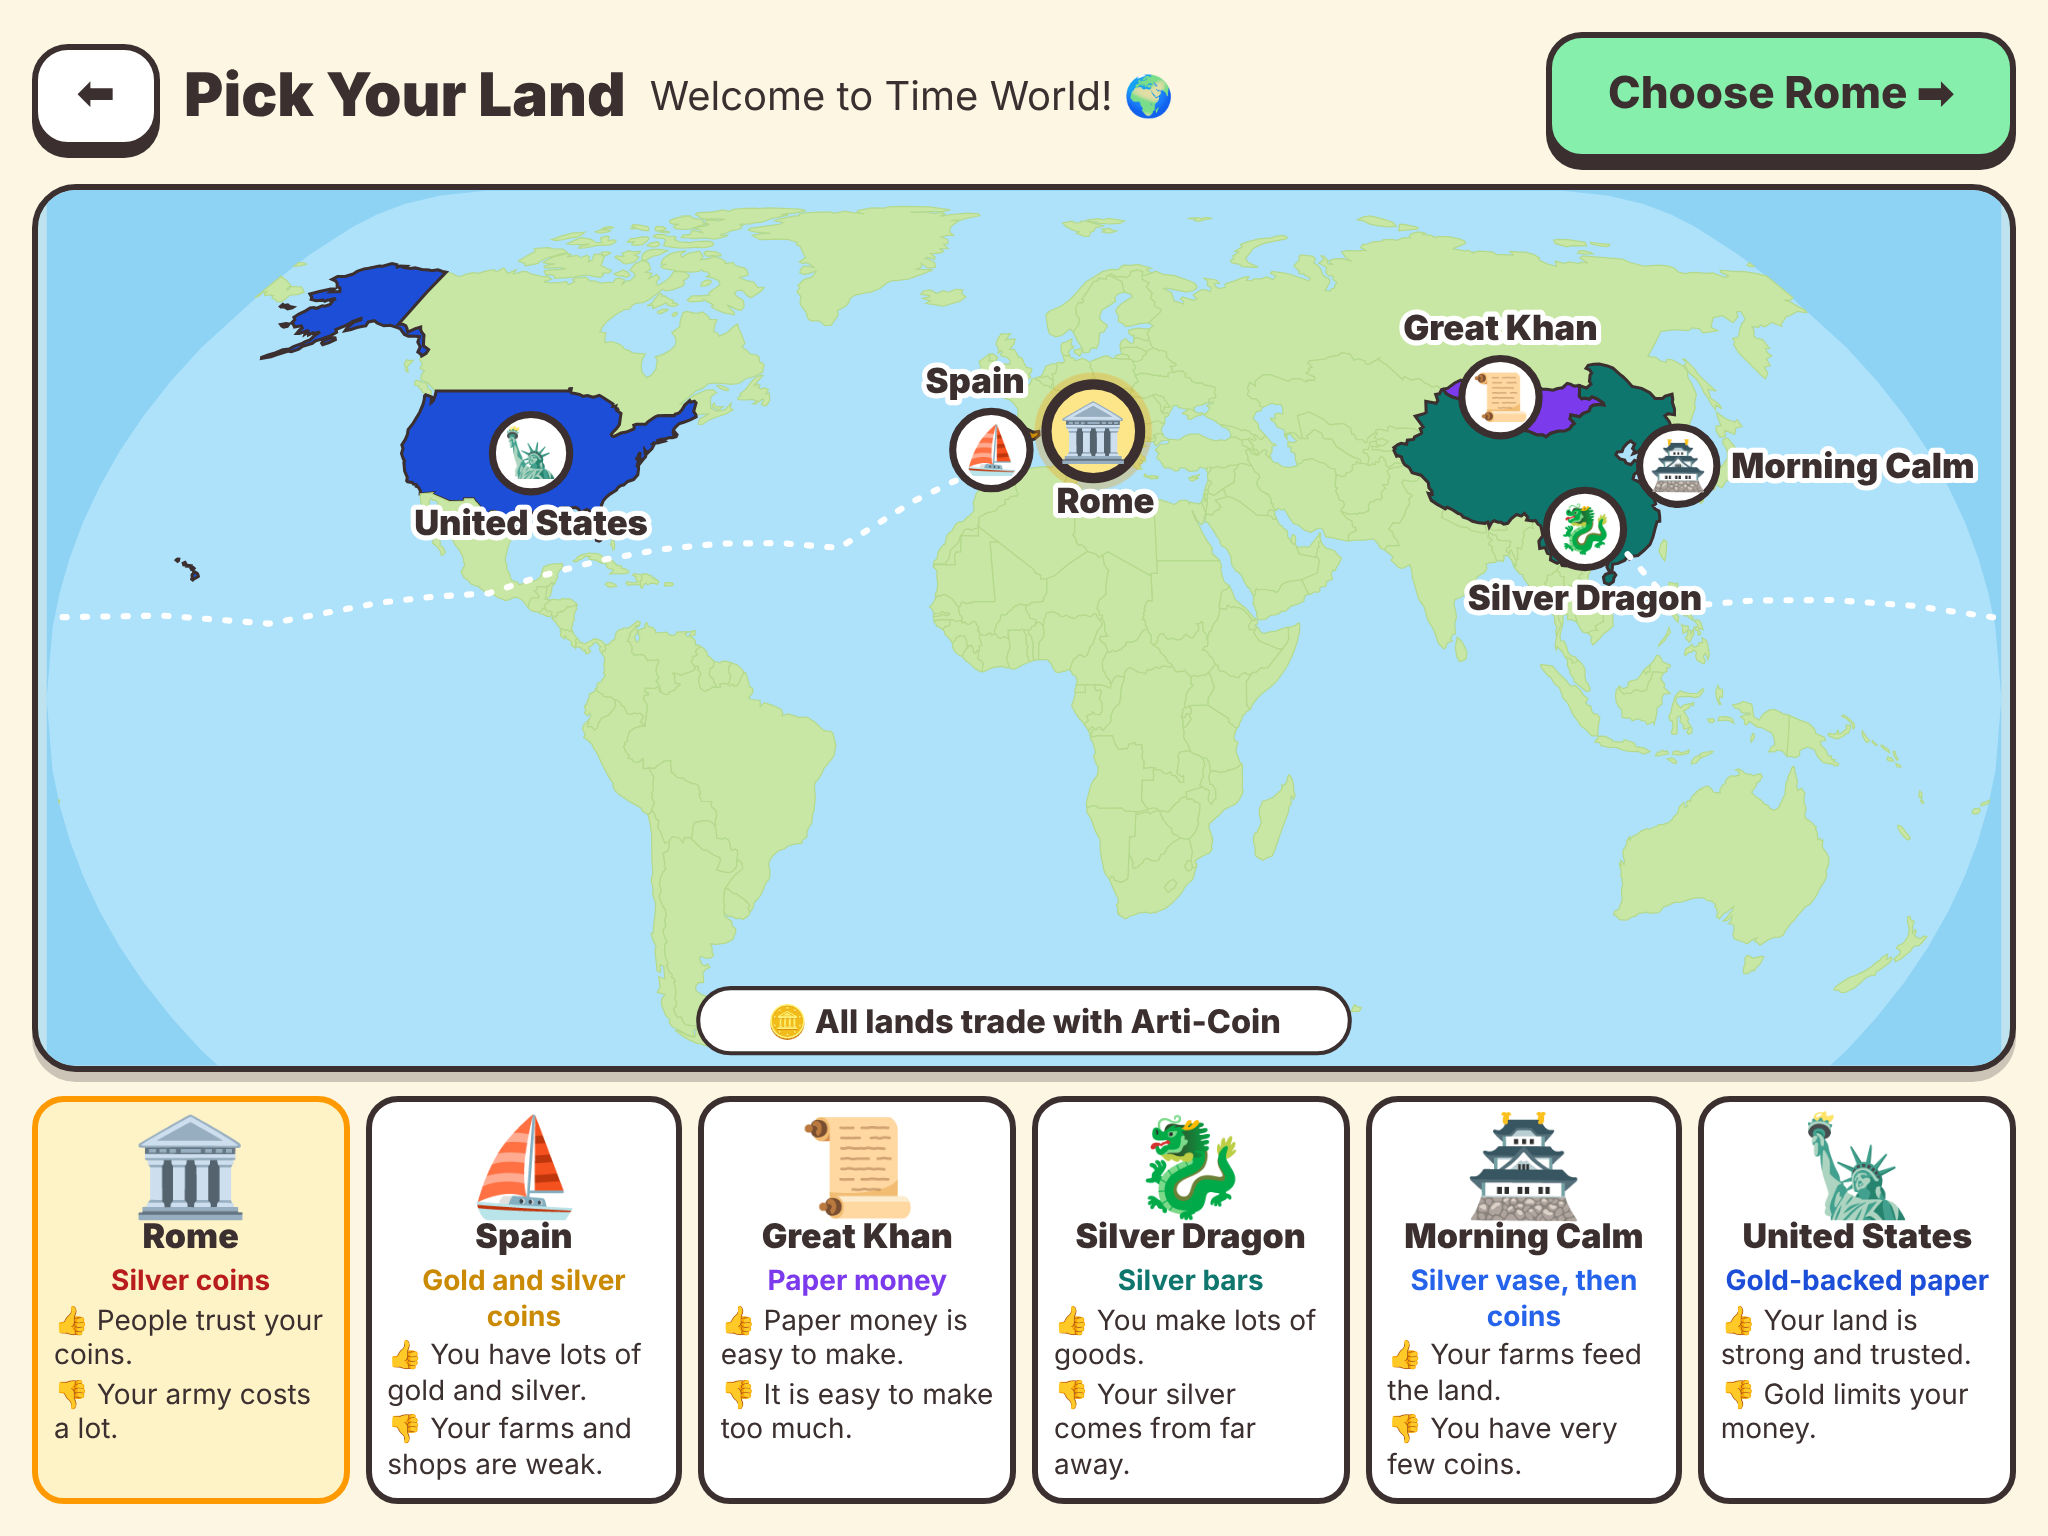 Pick Your Land
Welcome to Time World!
Choose Rome
Great Khan
Spain
Morning Calm
Rome
United States
Silver Dragon
All lands trade with Arti-Coin
Rome
Silver coins
People trust your
coins.
Your army costs
a lot.
Spain
Gold and silver
coins
You have lots of
gold and silver.
Your farms and
shops are weak.
Great Khan
Paper money
Paper money is
easy to make.
It is easy to make
too much.
Silver Dragon
Silver bars
You make lots of
goods.
Your silver
comes from far
away.
Morning Calm
Silver vase, then
coins
Your farms feed
the land.
You have very
few coins.
United States
Gold-backed paper
Your land is
strong and trusted.
Gold limits your
money.